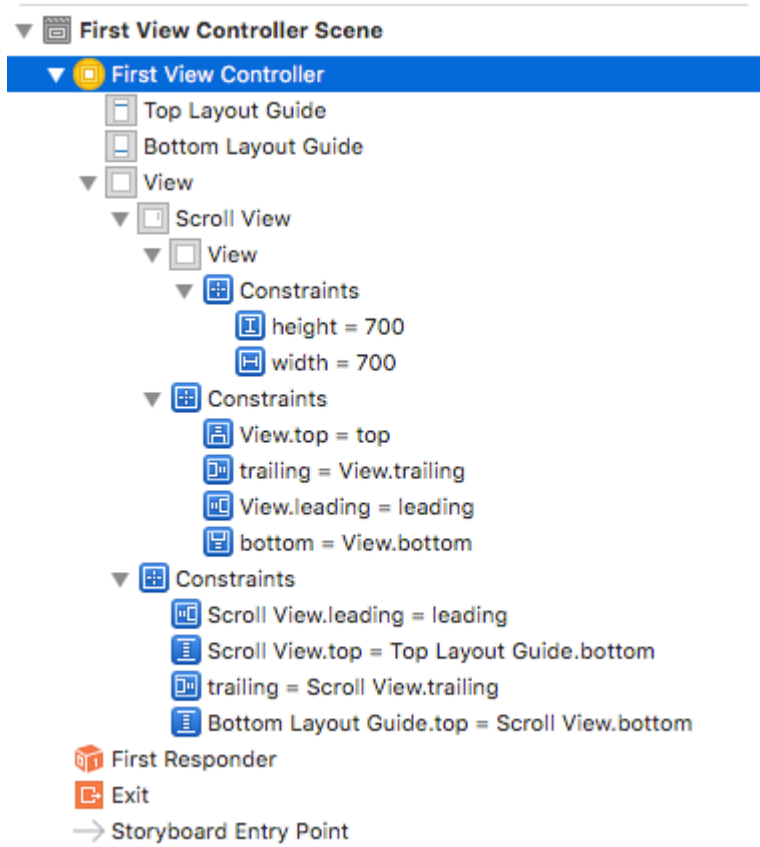 First View Controller Scene
First View Controller
Top Layout Guide
Bottom Layout Guide
View
Scroll View
View
Constraints
height = 700
width = 700
Constraints
View.top = top
trailing = View.trailing
View.leading = leading
bottom = View.bottom
Constraints
Scroll View.leading = leading
Scroll View.top = Top Layout Guide.bottom
trailing = Scroll View.trailing
Bottom Layout Guide.top = Scroll View.bottom
First Responder
Exit
Storyboard Entry Point